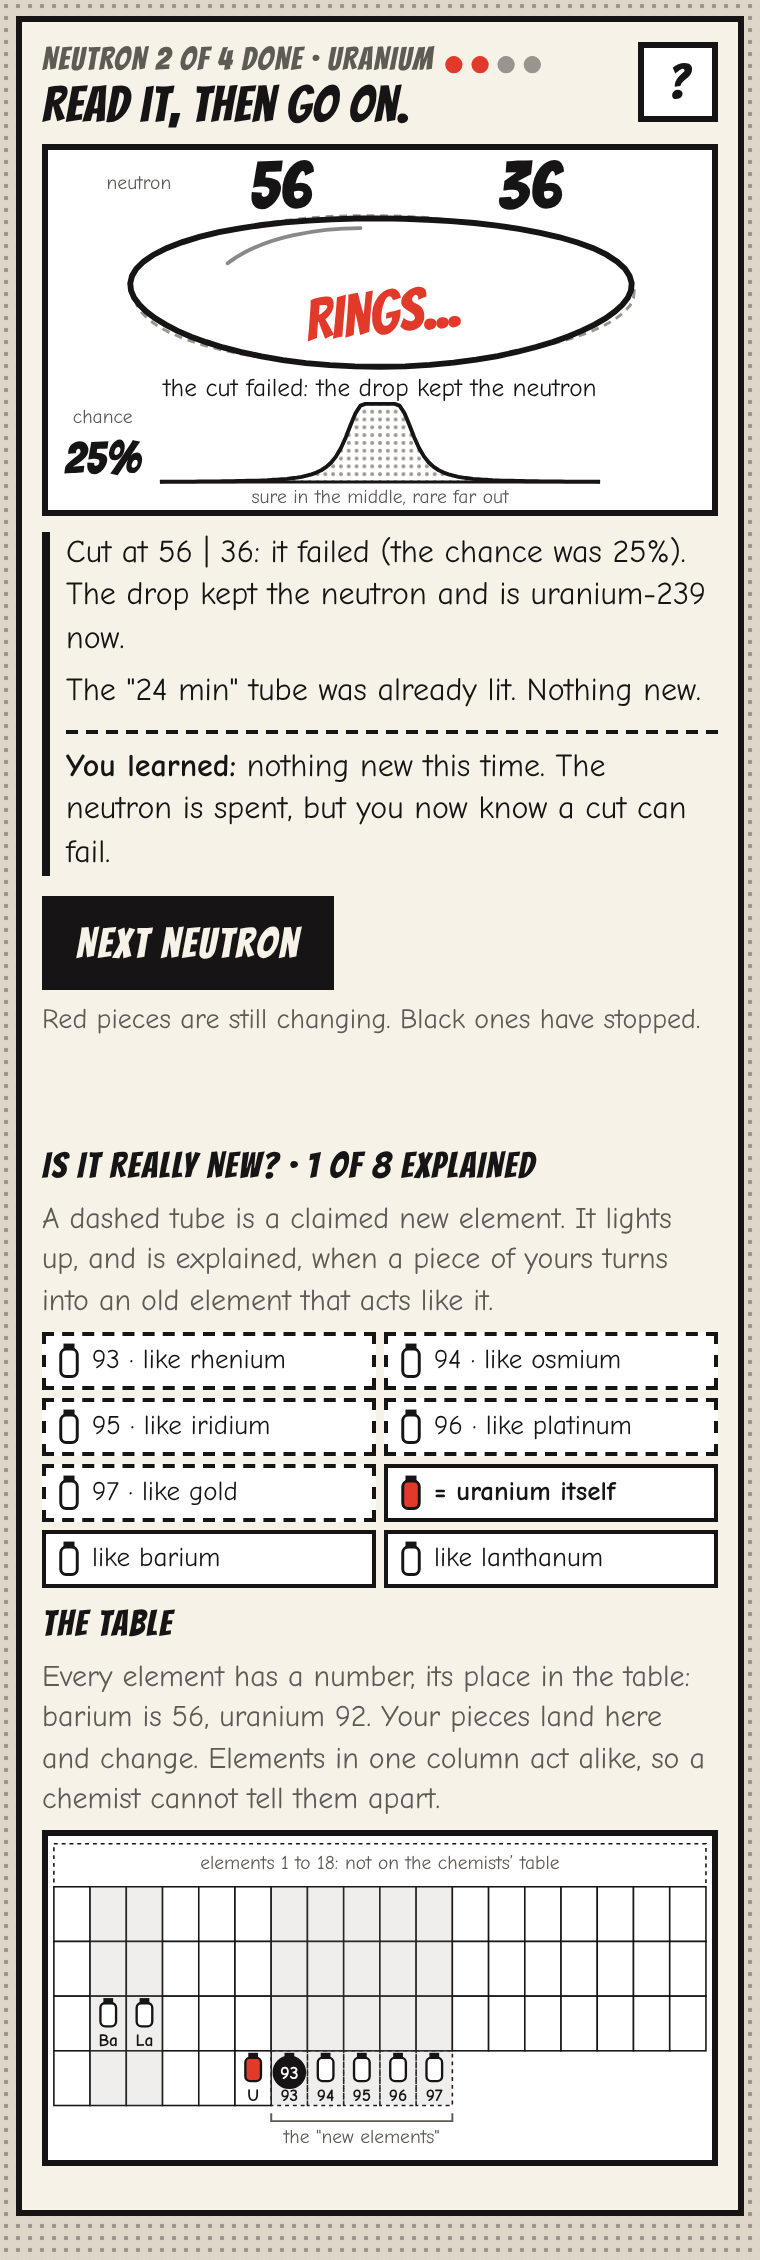 NEUTRON 2 OF 4 DONE · URANIUM
READ IT, THEN GO ON.
?
neutron
56
36
RINGS...
the cut failed: the drop kept the neutron
chance
25%
sure in the middle, rare far out
Cut at 56 | 36: it failed (the chance was 25%).
The drop kept the neutron and is uranium-239
now.
The "24 min" tube was already lit. Nothing new.
You learned: nothing new this time. The
neutron is spent, but you now know a cut can
fail.
NEXT NEUTRON
Red pieces are still changing. Black ones have stopped.
IS IT REALLY NEW? · 1 OF 8 EXPLAINED
A dashed tube is a claimed new element. It lights
up, and is explained, when a piece of yours turns
into an old element that acts like it.
93 · like rhenium
94 · like osmium
95 · like iridium
96 · like platinum
97 · like gold
= uranium itself
like barium
like lanthanum
THE TABLE
Every element has a number, its place in the table:
barium is 56, uranium 92. Your pieces land here
and change. Elements in one column act alike, so a
chemist cannot tell them apart.
elements 1 to 18: not on the chemists' table
Ba La
93
U 93 94 95 96 97
the "new elements"